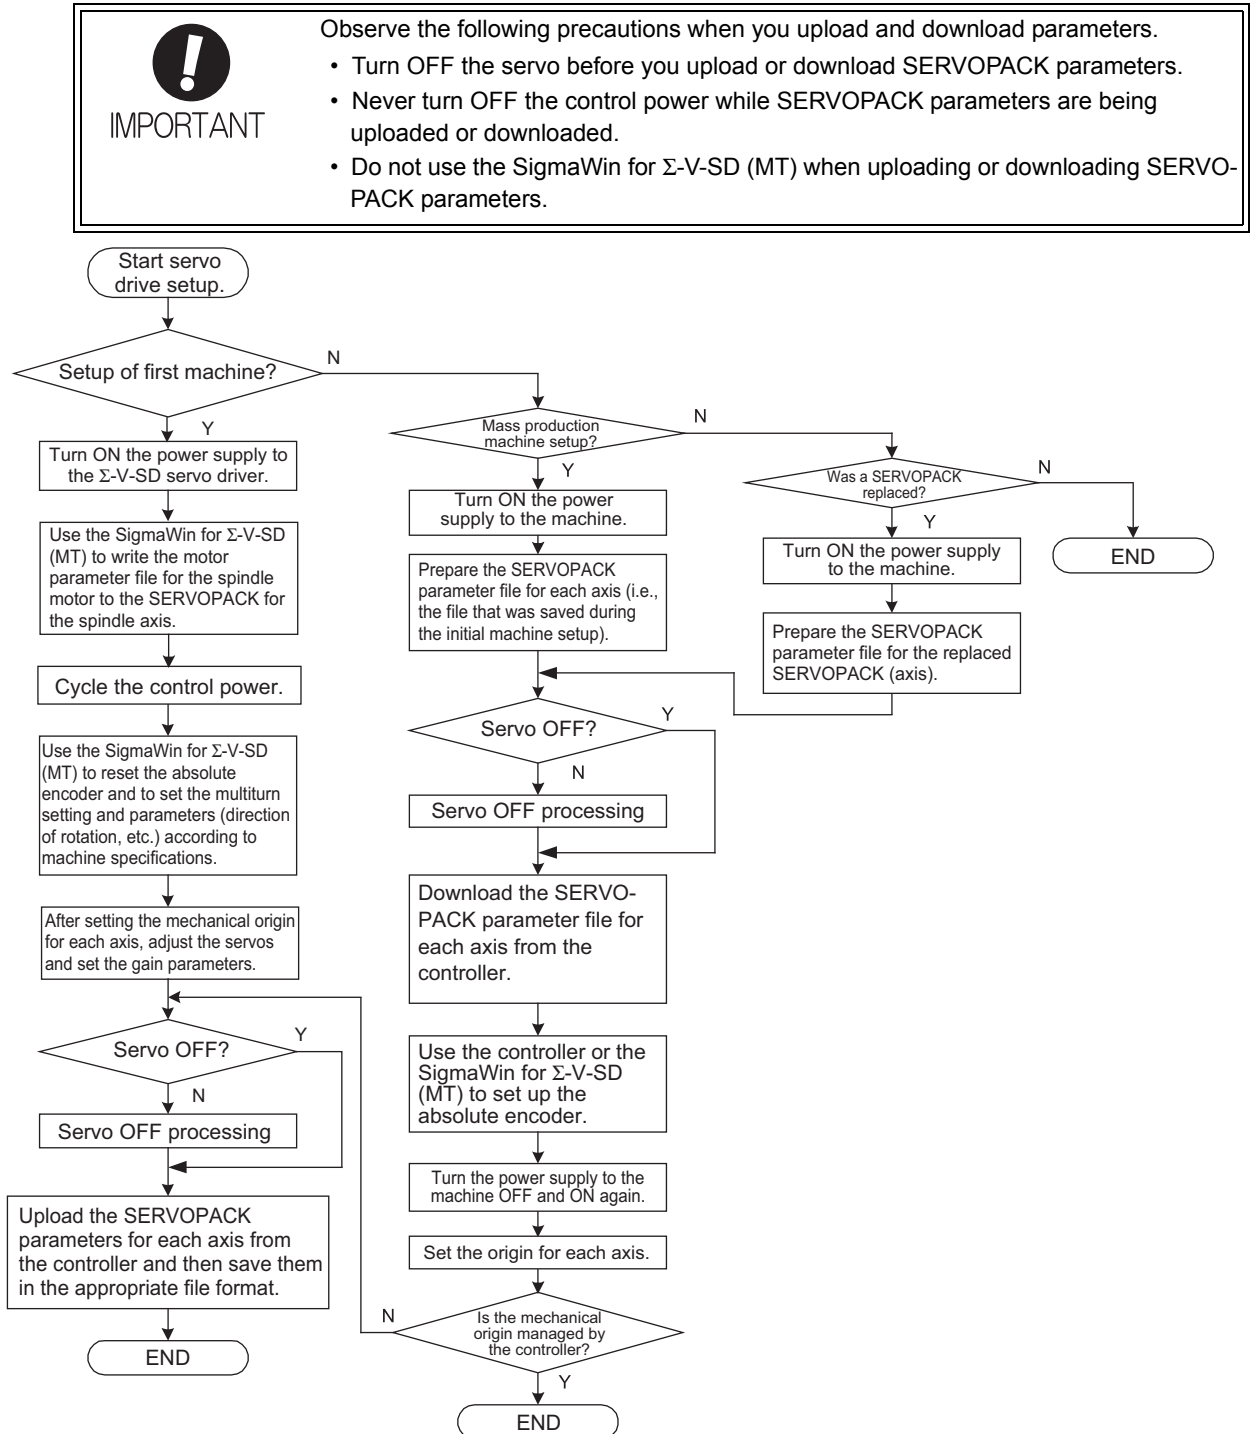 IMPORTANT
Observe the following precautions when you upload and download parameters.
• Turn OFF the servo before you upload or download SERVOPACK parameters.
• Never turn OFF the control power while SERVOPACK parameters are being
uploaded or downloaded.
• Do not use the SigmaWin for Σ-V-SD (MT) when uploading or downloading SERVO-
PACK parameters.
Start servo
drive setup.
Setup of first machine?
N
Y
Turn ON the power supply to
the Σ-V-SD servo driver.
Use the SigmaWin for Σ-V-SD
(MT) to write the motor
parameter file for the spindle
motor to the SERVOPACK for
the spindle axis.
Cycle the control power.
Use the SigmaWin for Σ-V-SD
(MT) to reset the absolute
encoder and to set the multiturn
setting and parameters (direction
of rotation, etc.) according to
machine specifications.
After setting the mechanical origin
for each axis, adjust the servos
and set the gain parameters.
Servo OFF?
Y
N
Servo OFF processing
Upload the SERVOPACK
parameters for each axis from
the controller and then save them
in the appropriate file format.
END
Mass production
machine setup?
N
Y
Turn ON the power
supply to the machine.
Prepare the SERVOPACK
parameter file for each axis (i.e.,
the file that was saved during
the initial machine setup).
Servo OFF?
Y
N
Servo OFF processing
Download the SERVO-
PACK parameter file for
each axis from the
controller.
Use the controller or the
SigmaWin for Σ-V-SD
(MT) to set up the
absolute encoder.
Turn the power supply to the
machine OFF and ON again.
Set the origin for each axis.
Is the mechanical
origin managed by
the controller?
N
Y
END
Was a SERVOPACK
replaced?
N
Y
Turn ON the power supply
to the machine.
Prepare the SERVOPACK
parameter file for the replaced
SERVOPACK (axis).
END